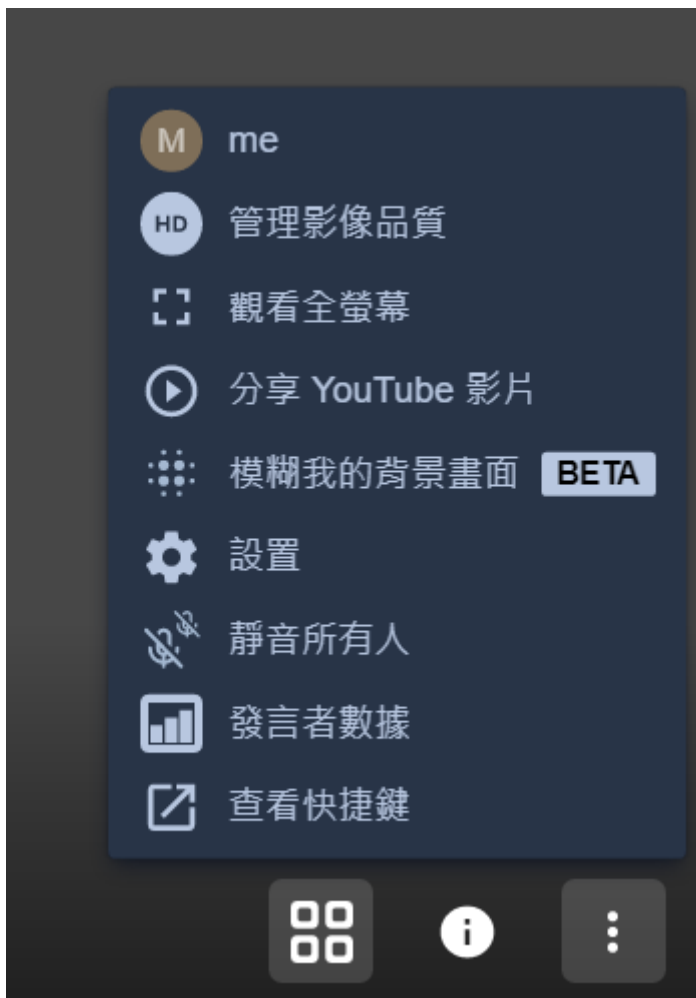 M me
HD 管理影像品質
觀看全螢幕
分享 YouTube 影片
模糊我的背景畫面 BETA
設置
靜音所有人
發言者數據
查看快捷鍵